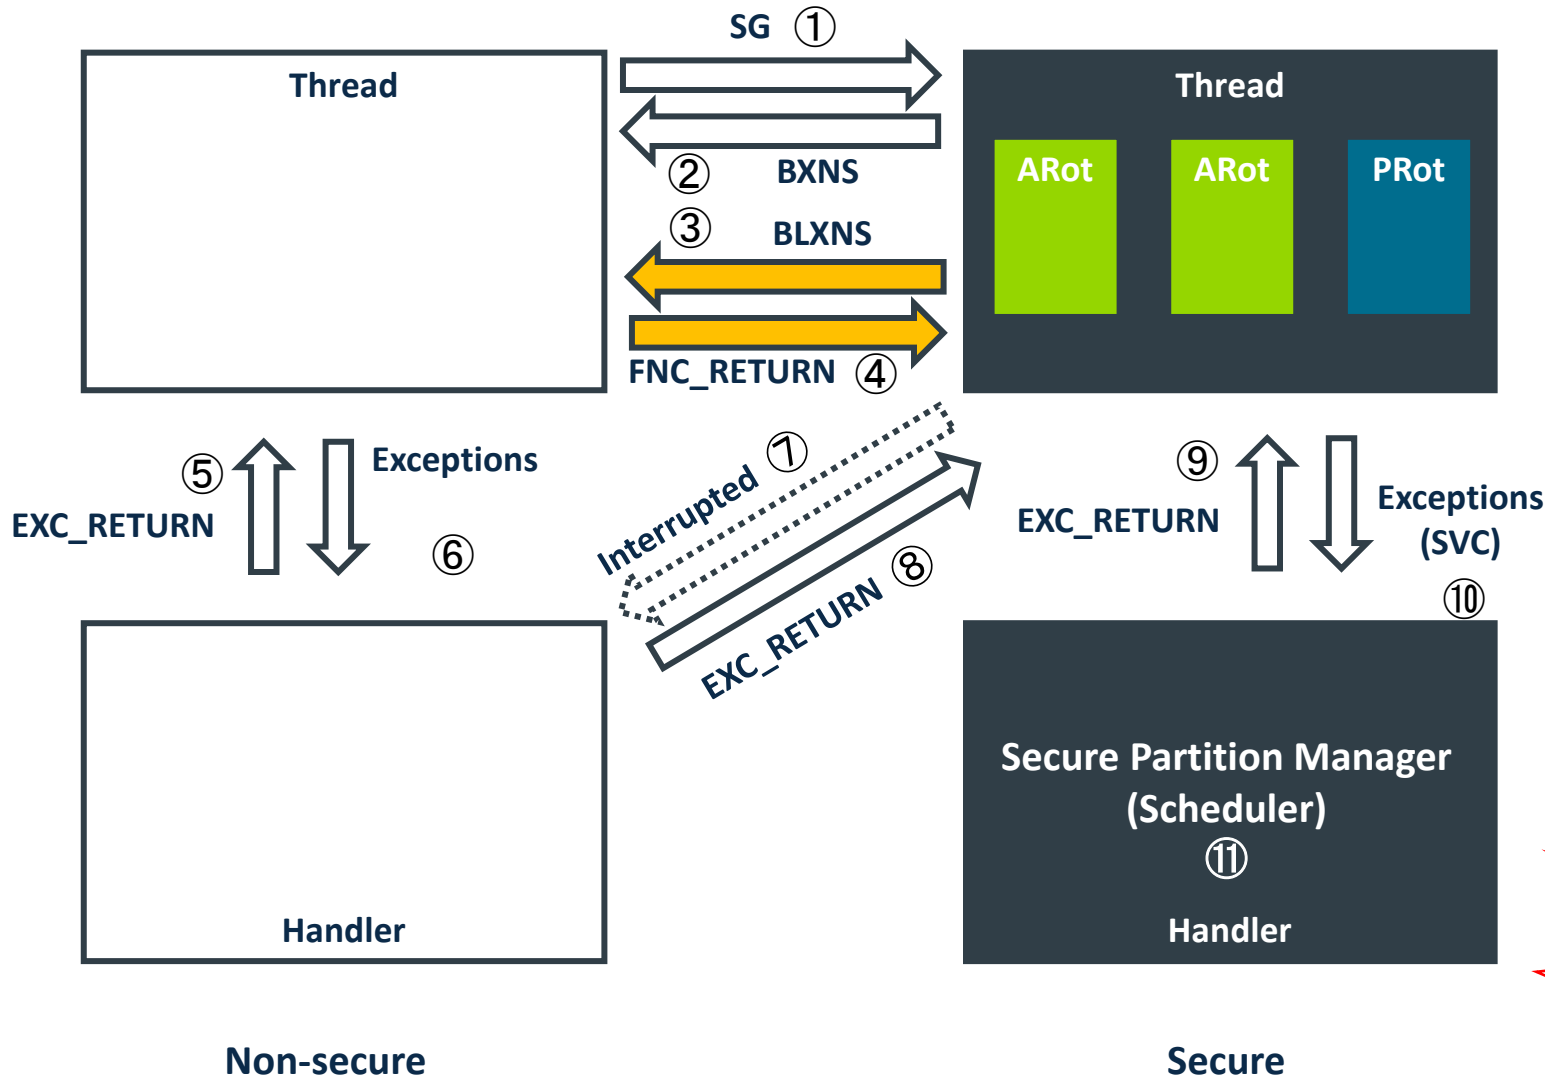 SG ①
Thread
Thread
② BXNS
ARot
ARot
PRot
③ BLXNS
FNC_RETURN ④
⑤
EXC_RETURN
Exceptions
⑥
Interrupted ⑦
EXC_RETURN ⑧
⑨
EXC_RETURN
Exceptions
(SVC)
⑩
Secure Partition Manager
(Scheduler)
⑪
Handler
Handler
Non-secure
Secure